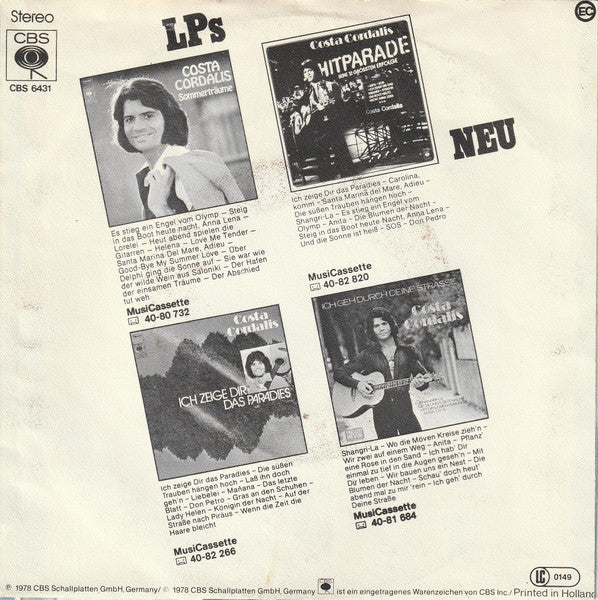 Stereo
CBS
CBS 6431
LPs
EC
COSTA
CORDALIS
Sommerträume
Costa Cordalis
HITPARADE
SEINE 12 GRÖSSTEN ERFOLGE
Costa Cordalis
NEU
Es stieg ein Engel vom Olymp – Steig
in das Boot heute nacht, Anna Lena –
Lorelei – Heut abend spielen die
Gitarren – Helena – Love Me Tender –
Santa Marina Del Mare, Adieu –
Good-Bye My Summer Love – Über
Delphi ging die Sonne auf – Sie war wie
der wilde Wein aus Saloniki – Der Hafen
der einsamen Träume – Der Abschied
tut weh
MusiCassette
40-80 732
Ich zeige Dir das Paradies – Carolina,
komm – Santa Marina del Mare, Adieu –
Die süßen Trauben hängen hoch –
Shangri-La – Es stieg ein Engel vom
Olymp – Anita – Die Blumen der Nacht –
Steig in das Boot heute Nacht, Anna Lena –
Und die Sonne ist heiß – SOS – Don Pedro
MusiCassette
40-82 820
Costa
Cordalis
ICH ZEIGE DIR
DAS PARADIES
ICH GEH DURCH DEINE STRASSE
Costa
Cordalis
Ich zeige Dir das Paradies – Die süßen
Trauben hängen hoch – Laß ihn doch
geh'n – Liebelei – Mañana – Das letzte
Blatt – Don Petro – Gras an den Schuhen –
Lady Helen – Königin der Nacht – Auf der
Straße nach Piräus – Wenn die Zeit die
Haare bleicht
MusiCassette
40-82 266
Shangri-La – Wo die Möven Kreise zieh'n –
Wir zwei auf einem Weg – Anita – Pflanz'
eine Rose in den Sand – Ich hab' Dir
einmal zu tief in die Augen geseh'n – Mit
Dir leben – Wir bauen uns ein Nest – Die
Blumen der Nacht – Schau' doch heut'
abend mal zu mir 'rein – Ich geh' durch
Deine Straße
MusiCassette
40-81 684
LC 0149
℗ 1978 CBS Schallplatten GmbH, Germany/ © 1978 CBS Schallplatten GmbH, Germany/ ist ein eingetragenes Warenzeichen von CBS Inc./ Printed in Holland